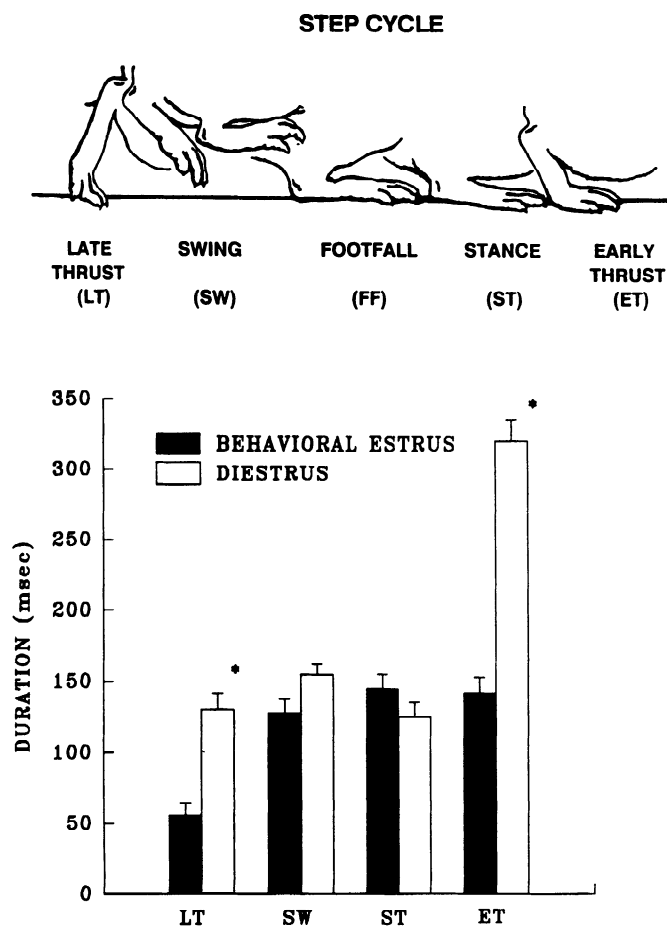 STEP CYCLE
LATE THRUST (LT)
SWING (SW)
FOOTFALL (FF)
STANCE (ST)
EARLY THRUST (ET)
350
300
250
200
150
100
50
0
DURATION (msec)
BEHAVIORAL ESTRUS
DIESTRUS
*
*
LT SW ST ET